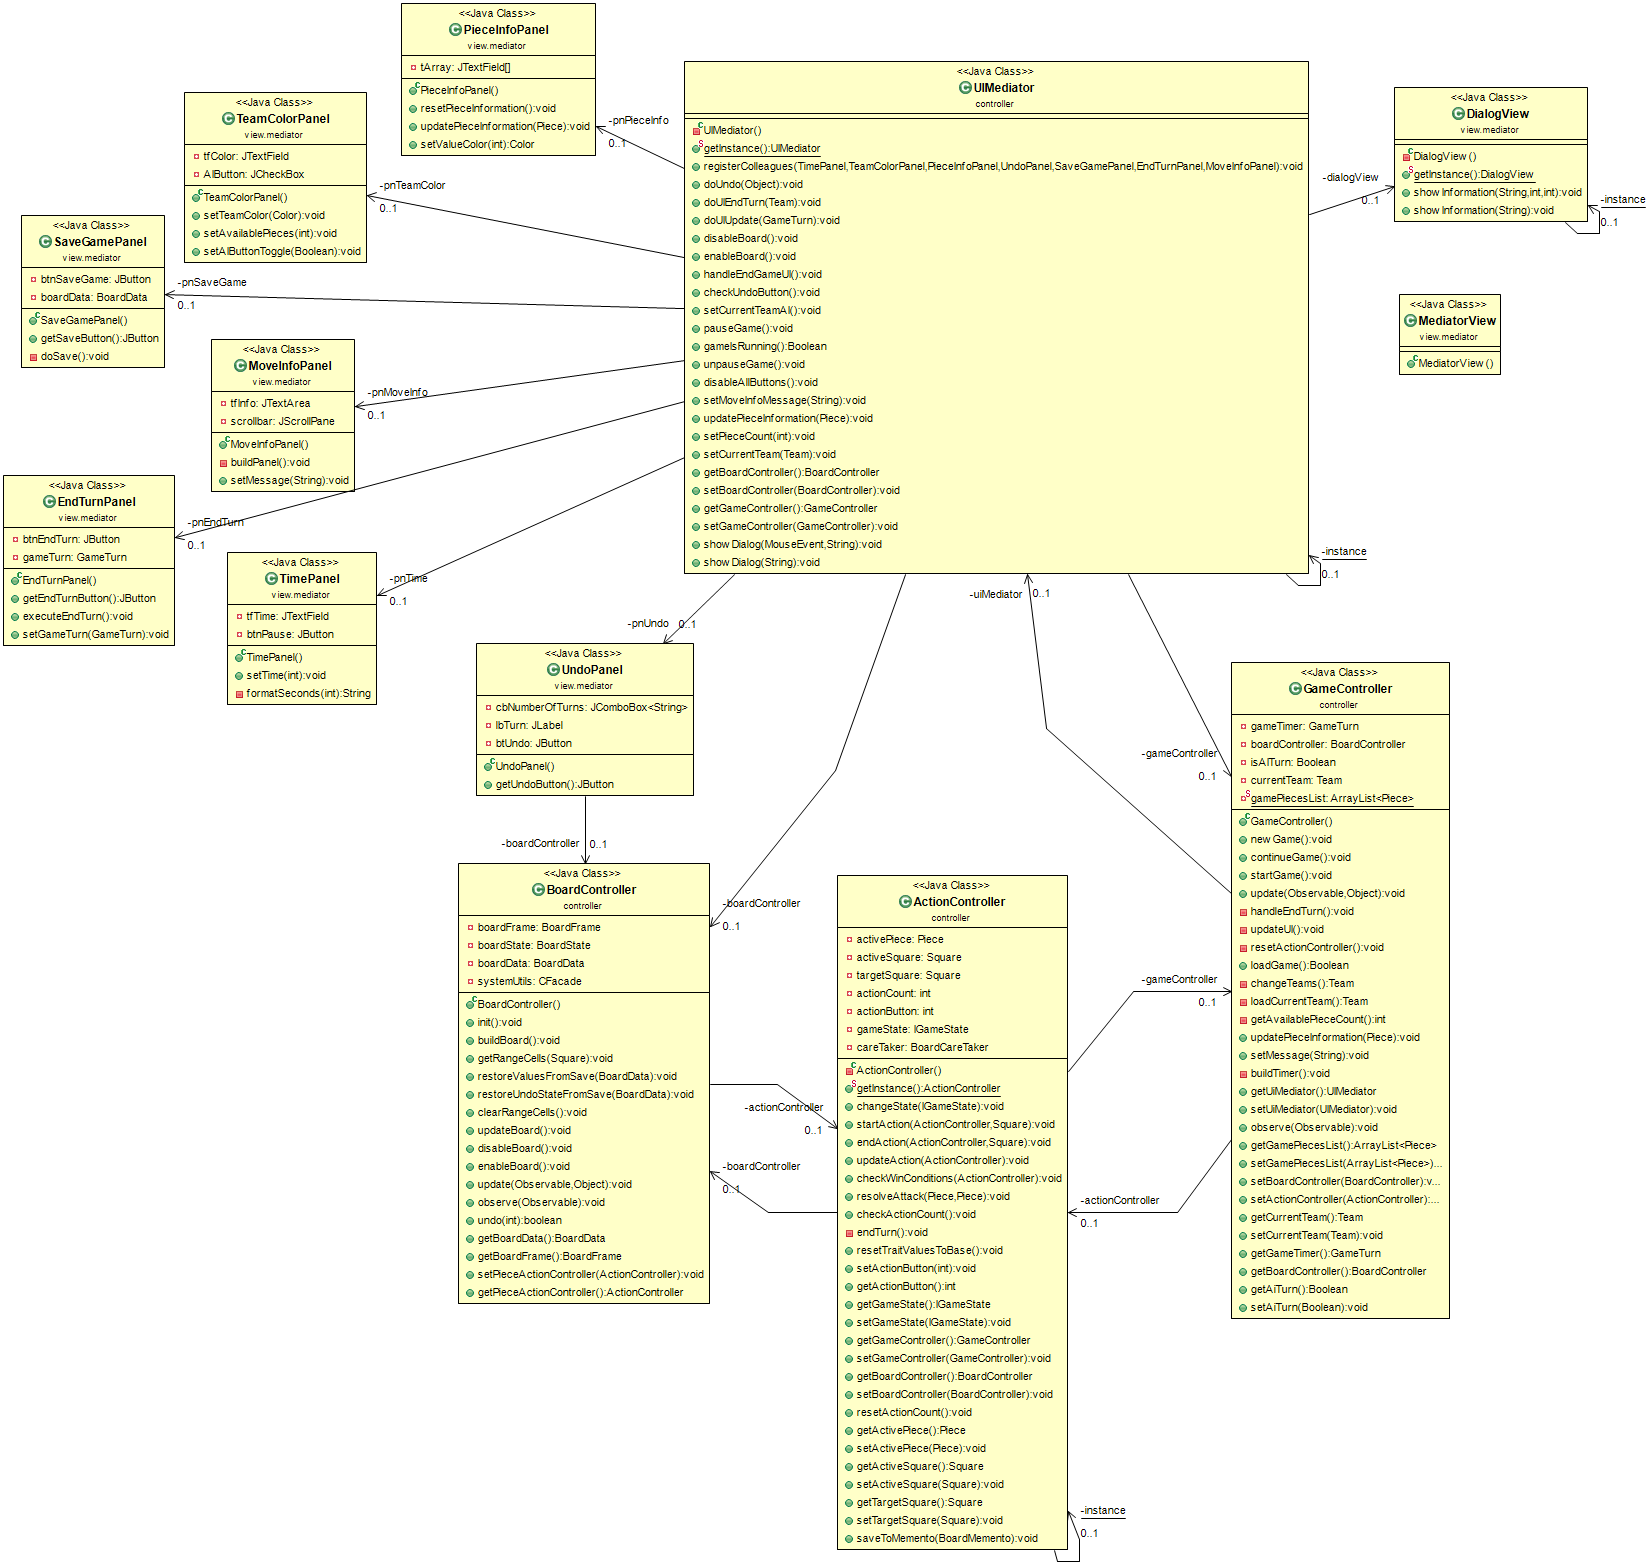 <<Java Class>>
PieceInfoPanel
view.mediator
tArray: JTextField[]
PieceInfoPanel()
resetPieceInformation():void
updatePieceInformation(Piece):void
setValueColor(int):Color
<<Java Class>>
TeamColorPanel
view.mediator
tfColor: JTextField
AIButton: JCheckBox
TeamColorPanel()
setTeamColor(Color):void
setAvailablePieces(int):void
setAIButtonToggle(Boolean):void
<<Java Class>>
SaveGamePanel
view.mediator
btnSaveGame: JButton
boardData: BoardData
SaveGamePanel()
getSaveButton():JButton
doSave():void
<<Java Class>>
MoveInfoPanel
view.mediator
tfInfo: JTextArea
scrollbar: JScrollPane
MoveInfoPanel()
buildPanel():void
setMessage(String):void
<<Java Class>>
EndTurnPanel
view.mediator
btnEndTurn: JButton
gameTurn: GameTurn
EndTurnPanel()
getEndTurnButton():JButton
executeEndTurn():void
setGameTurn(GameTurn):void
<<Java Class>>
TimePanel
view.mediator
tfTime: JTextField
btnPause: JButton
TimePanel()
setTime(int):void
formatSeconds(int):String
<<Java Class>>
UndoPanel
view.mediator
cbNumberOfTurns: JComboBox<String>
lbTurn: JLabel
btUndo: JButton
UndoPanel()
getUndoButton():JButton
<<Java Class>>
UIMediator
controller
UIMediator()
getInstance():UIMediator
registerColleagues(TimePanel,TeamColorPanel,PieceInfoPanel,UndoPanel,SaveGamePanel,EndTurnPanel,MoveInfoPanel):void
doUndo(Object):void
doUIEndTurn(Team):void
doUIUpdate(GameTurn):void
disableBoard():void
enableBoard():void
handleEndGameUI():void
checkUndoButton():void
setCurrentTeamAI():void
pauseGame():void
gameIsRunning():Boolean
unpauseGame():void
disableAllButtons():void
setMoveInfoMessage(String):void
updatePieceInformation(Piece):void
setPieceCount(int):void
setCurrentTeam(Team):void
getBoardController():BoardController
setBoardController(BoardController):void
getGameController():GameController
setGameController(GameController):void
showDialog(MouseEvent,String):void
showDialog(String):void
<<Java Class>>
DialogView
view.mediator
DialogView()
getInstance():DialogView
showInformation(String,int,int):void
showInformation(String):void
<<Java Class>>
MediatorView
view.mediator
MediatorView()
<<Java Class>>
GameController
controller
gameTimer: GameTurn
boardController: BoardController
isAITurn: Boolean
currentTeam: Team
gamePiecesList: ArrayList<Piece>
GameController()
newGame():void
continueGame():void
startGame():void
update(Observable,Object):void
handleEndTurn():void
updateUI():void
resetActionController():void
loadGame():Boolean
changeTeams():Team
loadCurrentTeam():Team
getAvailablePieceCount():int
updatePieceInformation(Piece):void
setMessage(String):void
buildTimer():void
getUiMediator():UIMediator
setUiMediator(UIMediator):void
observe(Observable):void
getGamePiecesList():ArrayList<Piece>
setGamePiecesList(ArrayList<Piece>)...
setBoardController(BoardController):v...
setActionController(ActionController):...
getCurrentTeam():Team
setCurrentTeam(Team):void
getGameTimer():GameTurn
getBoardController():BoardController
getAiTurn():Boolean
setAiTurn(Boolean):void
<<Java Class>>
BoardController
controller
boardFrame: BoardFrame
boardState: BoardState
boardData: BoardData
systemUtils: CFacade
BoardController()
init():void
buildBoard():void
getRangeCells(Square):void
restoreValuesFromSave(BoardData):void
restoreUndoStateFromSave(BoardData):void
clearRangeCells():void
updateBoard():void
disableBoard():void
enableBoard():void
update(Observable,Object):void
observe(Observable):void
undo(int):boolean
getBoardData():BoardData
getBoardFrame():BoardFrame
setPieceActionController(ActionController):void
getPieceActionController():ActionController
<<Java Class>>
ActionController
controller
activePiece: Piece
activeSquare: Square
targetSquare: Square
actionCount: int
actionButton: int
gameState: IGameState
careTaker: BoardCareTaker
ActionController()
getInstance():ActionController
changeState(IGameState):void
startAction(ActionController,Square):void
endAction(ActionController,Square):void
updateAction(ActionController):void
checkWinConditions(ActionController):void
resolveAttack(Piece,Piece):void
checkActionCount():void
endTurn():void
resetTraitValuesToBase():void
setActionButton(int):void
getActionButton():int
getGameState():IGameState
setGameState(IGameState):void
getGameController():GameController
setGameController(GameController):void
getBoardController():BoardController
setBoardController(BoardController):void
resetActionCount():void
getActivePiece():Piece
setActivePiece(Piece):void
getActiveSquare():Square
setActiveSquare(Square):void
getTargetSquare():Square
setTargetSquare(Square):void
saveToMemento(BoardMemento):void
-pnPieceInfo
0..1
-pnTeamColor
0..1
-pnSaveGame
0..1
-pnMoveInfo
0..1
-pnEndTurn
0..1
-pnTime
0..1
-pnUndo
0..1
-dialogView
0..1
-instance
0..1
-instance
0..1
-uiMediator
0..1
-gameController
0..1
-boardController
0..1
-boardController
0..1
-actionController
0..1
-boardController
0..1
-gameController
0..1
-actionController
0..1
-instance
0..1